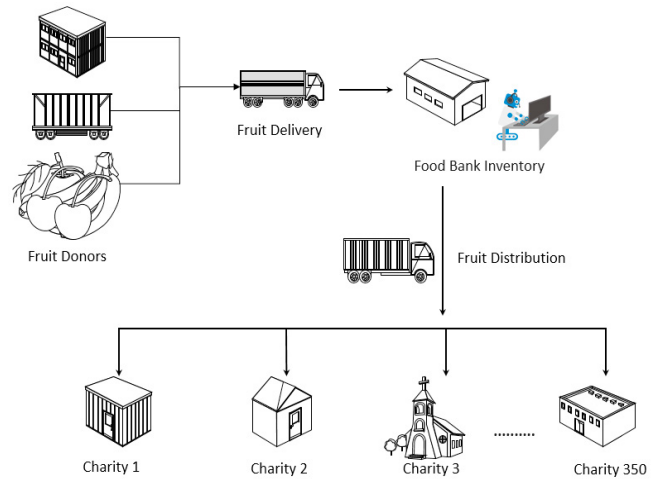 Fruit Delivery
Food Bank Inventory
Fruit Donors
Fruit Distribution
..........
Charity 1
Charity 2
Charity 3
Charity 350